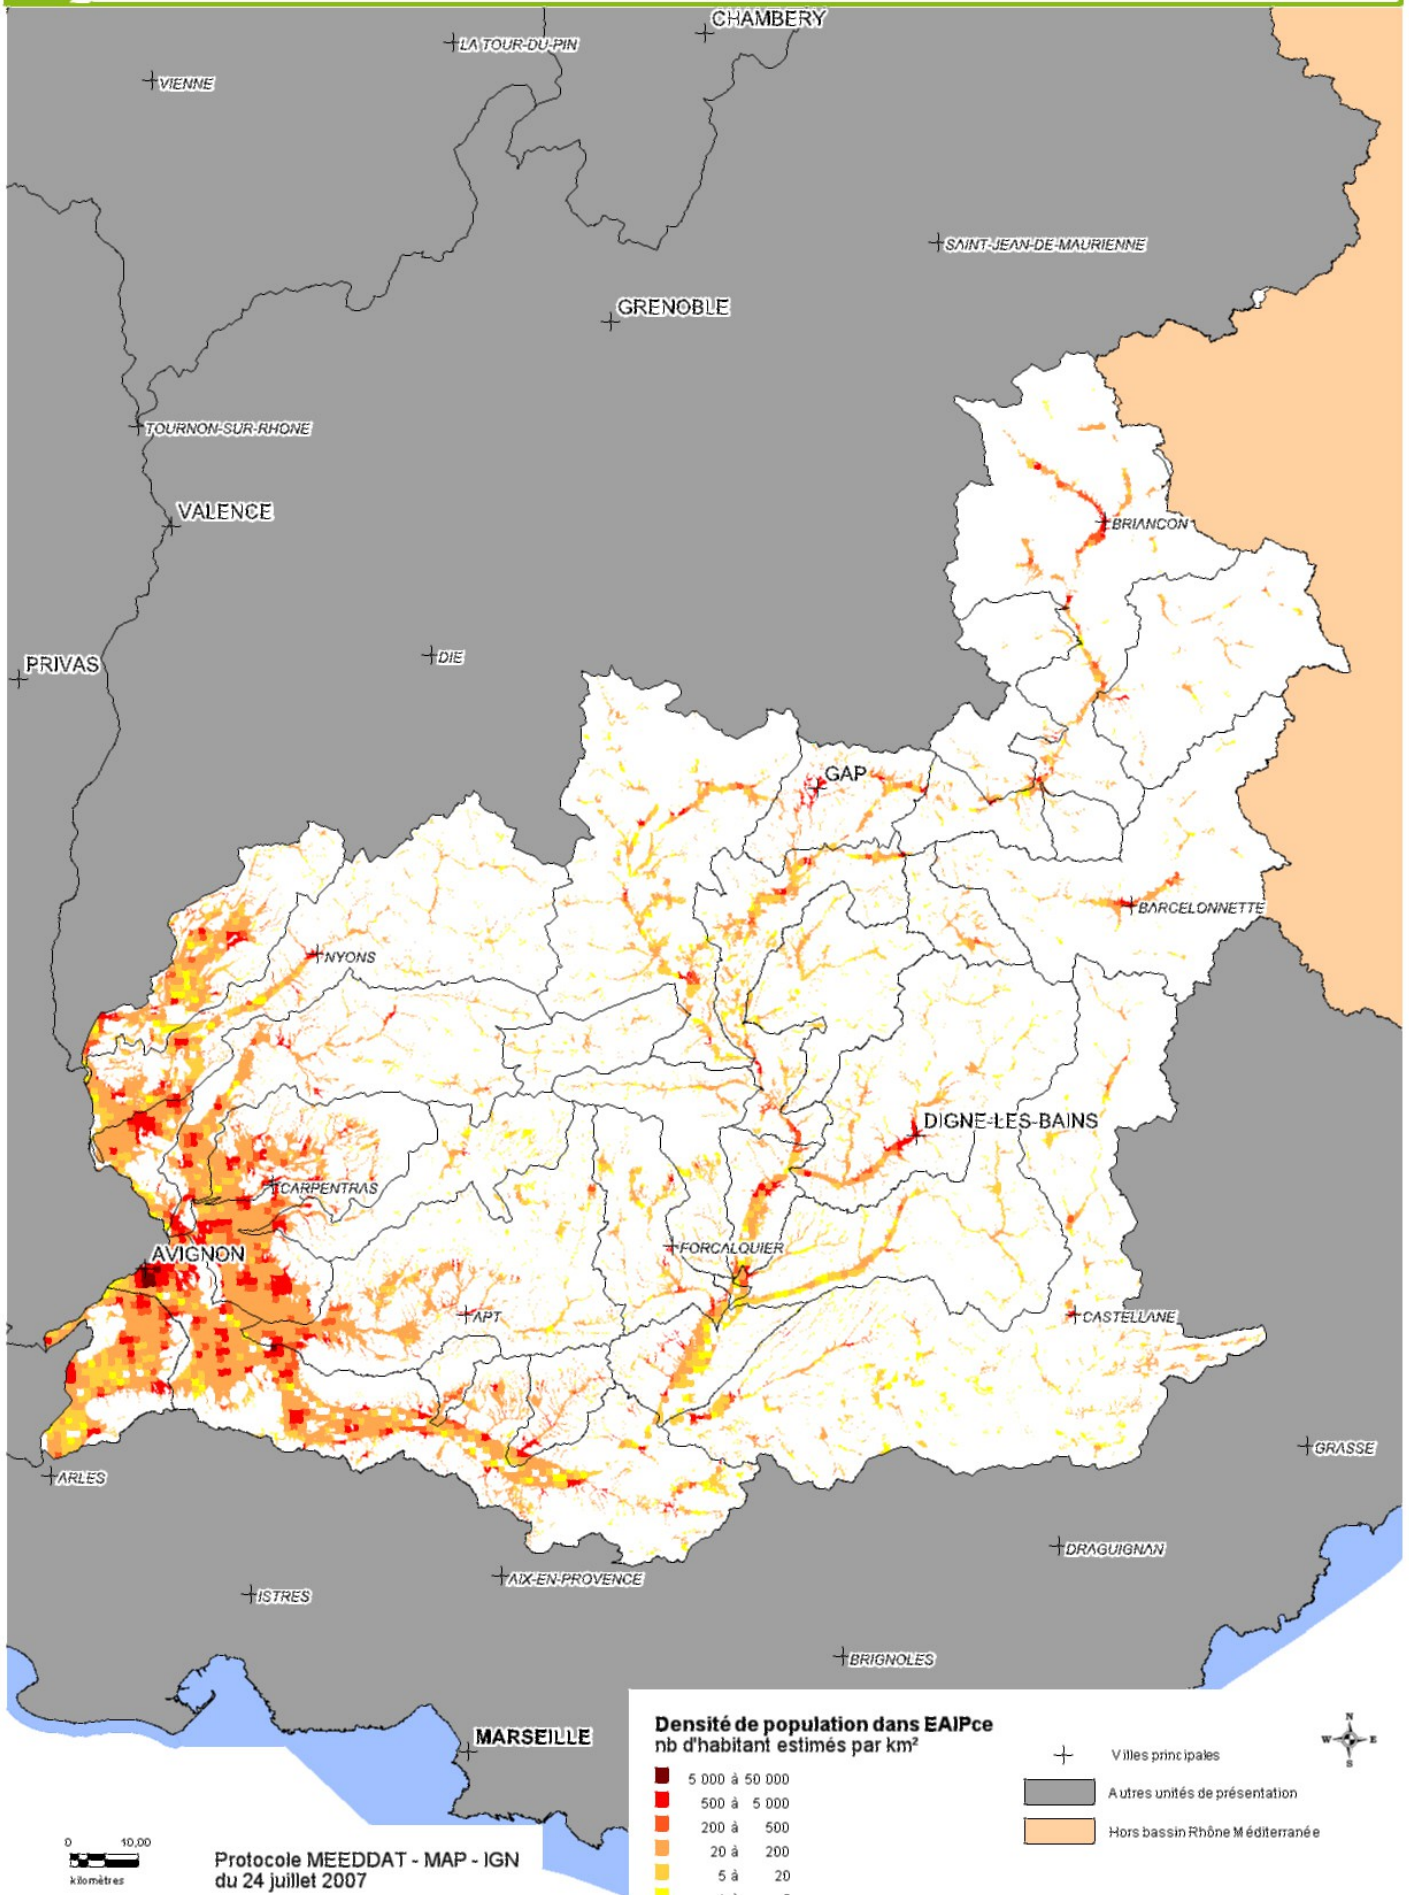 CHAMBERY
LA TOUR-DU-PIN
VIENNE
SAINT-JEAN-DE-MAURIENNE
GRENOBLE
TOURNON-SUR-RHONE
VALENCE
BRIANCON
DIE
PRIVAS
GAP
BARCELONNETTE
NYONS
DIGNE-LES-BAINS
CARPENTRAS
FORCALQUIER
AVIGNON
APT
CASTELLANE
GRASSE
ARLES
DRAGUIGNAN
AIX-EN-PROVENCE
ISTRES
BRIGNOLES
MARSEILLE
Densité de population dans EAIPce
nb d'habitant estimés par km²
5 000 à 50 000
500 à 5 000
200 à 500
20 à 200
5 à 20
Villes principales
Autres unités de présentation
Hors bassin Rhône Méditerranée
N
W E
S
0 10,00
kilomètres
Protocole MEEDDAT - MAP - IGN
du 24 juillet 2007